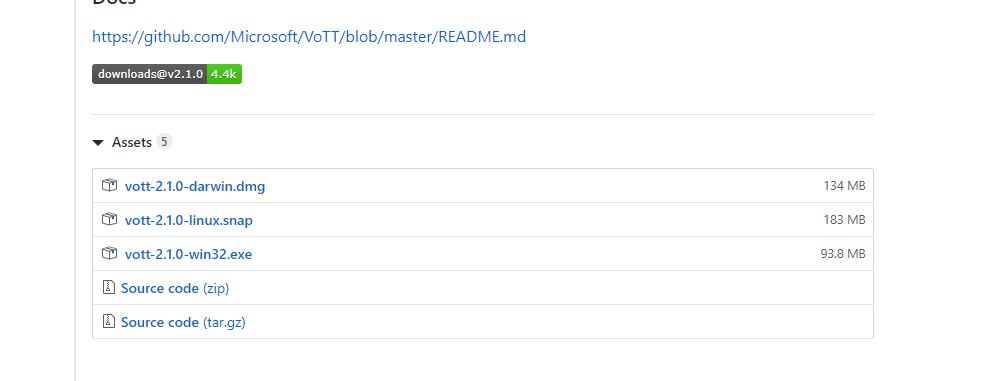 Docs
https://github.com/Microsoft/VoTT/blob/master/README.md
downloads@v2.1.0 4.4k
Assets 5
vott-2.1.0-darwin.dmg 134 MB
vott-2.1.0-linux.snap 183 MB
vott-2.1.0-win32.exe 93.8 MB
Source code (zip)
Source code (tar.gz)